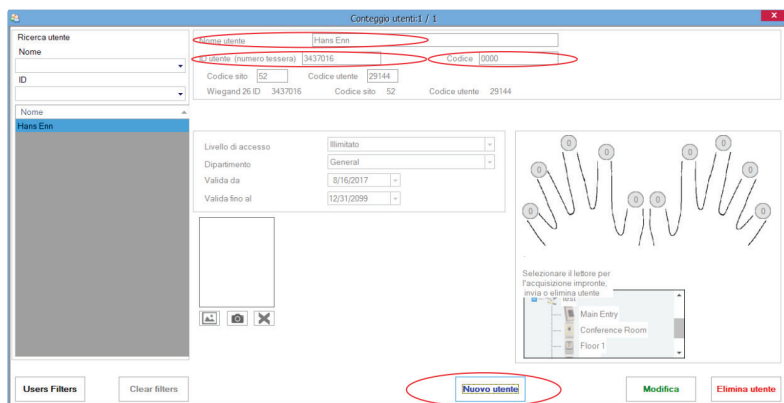 Conteggio utenti:1 / 1
x
Ricerca utente
Nome
ID
Nome
Hans Enn
Nome utente Hans Enn
ID utente (numero tessera) 3437016 Codice 0000
Codice sito 52 Codice utente 29144
Wiegand 26 ID 3437016 Codice sito 52 Codice utente 29144
Livello di accesso Illimitato
Dipartimento General
Valida da 8/16/2017
Valida fino al 12/31/2099
0 0 0 0 0 0 0 0 0 0
Selezionare il lettore per
l'acquisizione impronte,
invia o elimina utente
test
Main Entry
Conference Room
Floor 1
Users Filters Clear filters Nuovo utente Modifica Elimina utente